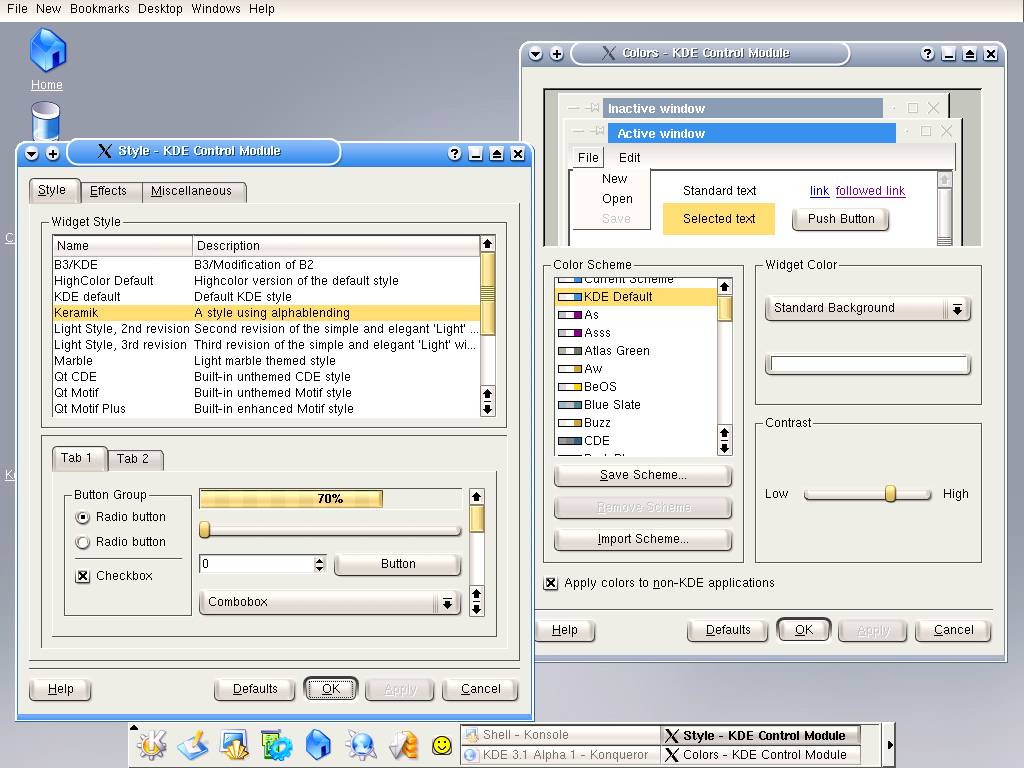 File New Bookmarks Desktop Windows Help
Home
Colors - KDE Control Module
Inactive window
Active window
File Edit
New
Open
Save
Standard text
link followed link
Selected text
Push Button
Color Scheme
Current Scheme
KDE Default
As
Asss
Atlas Green
Aw
BeOS
Blue Slate
Buzz
CDE
Save Scheme...
Remove Scheme
Import Scheme...
Widget Color
Standard Background
Contrast
Low
High
Apply colors to non-KDE applications
Help
Defaults
OK
Apply
Cancel
Style - KDE Control Module
Style Effects Miscellaneous
Widget Style
Name Description
B3/KDE B3/Modification of B2
HighColor Default Highcolor version of the default style
KDE default Default KDE style
Keramik A style using alphablending
Light Style, 2nd revision Second revision of the simple and elegant 'Light' ...
Light Style, 3rd revision Third revision of the simple and elegant 'Light' wi...
Marble Light marble themed style
Qt CDE Built-in unthemed CDE style
Qt Motif Built-in unthemed Motif style
Qt Motif Plus Built-in enhanced Motif style
Tab 1 Tab 2
Button Group
Radio button
Radio button
Checkbox
70%
0
Button
Combobox
Help
Defaults
OK
Apply
Cancel
Shell - Konsole
Style - KDE Control Module
KDE 3.1 Alpha 1 - Konqueror
Colors - KDE Control Module